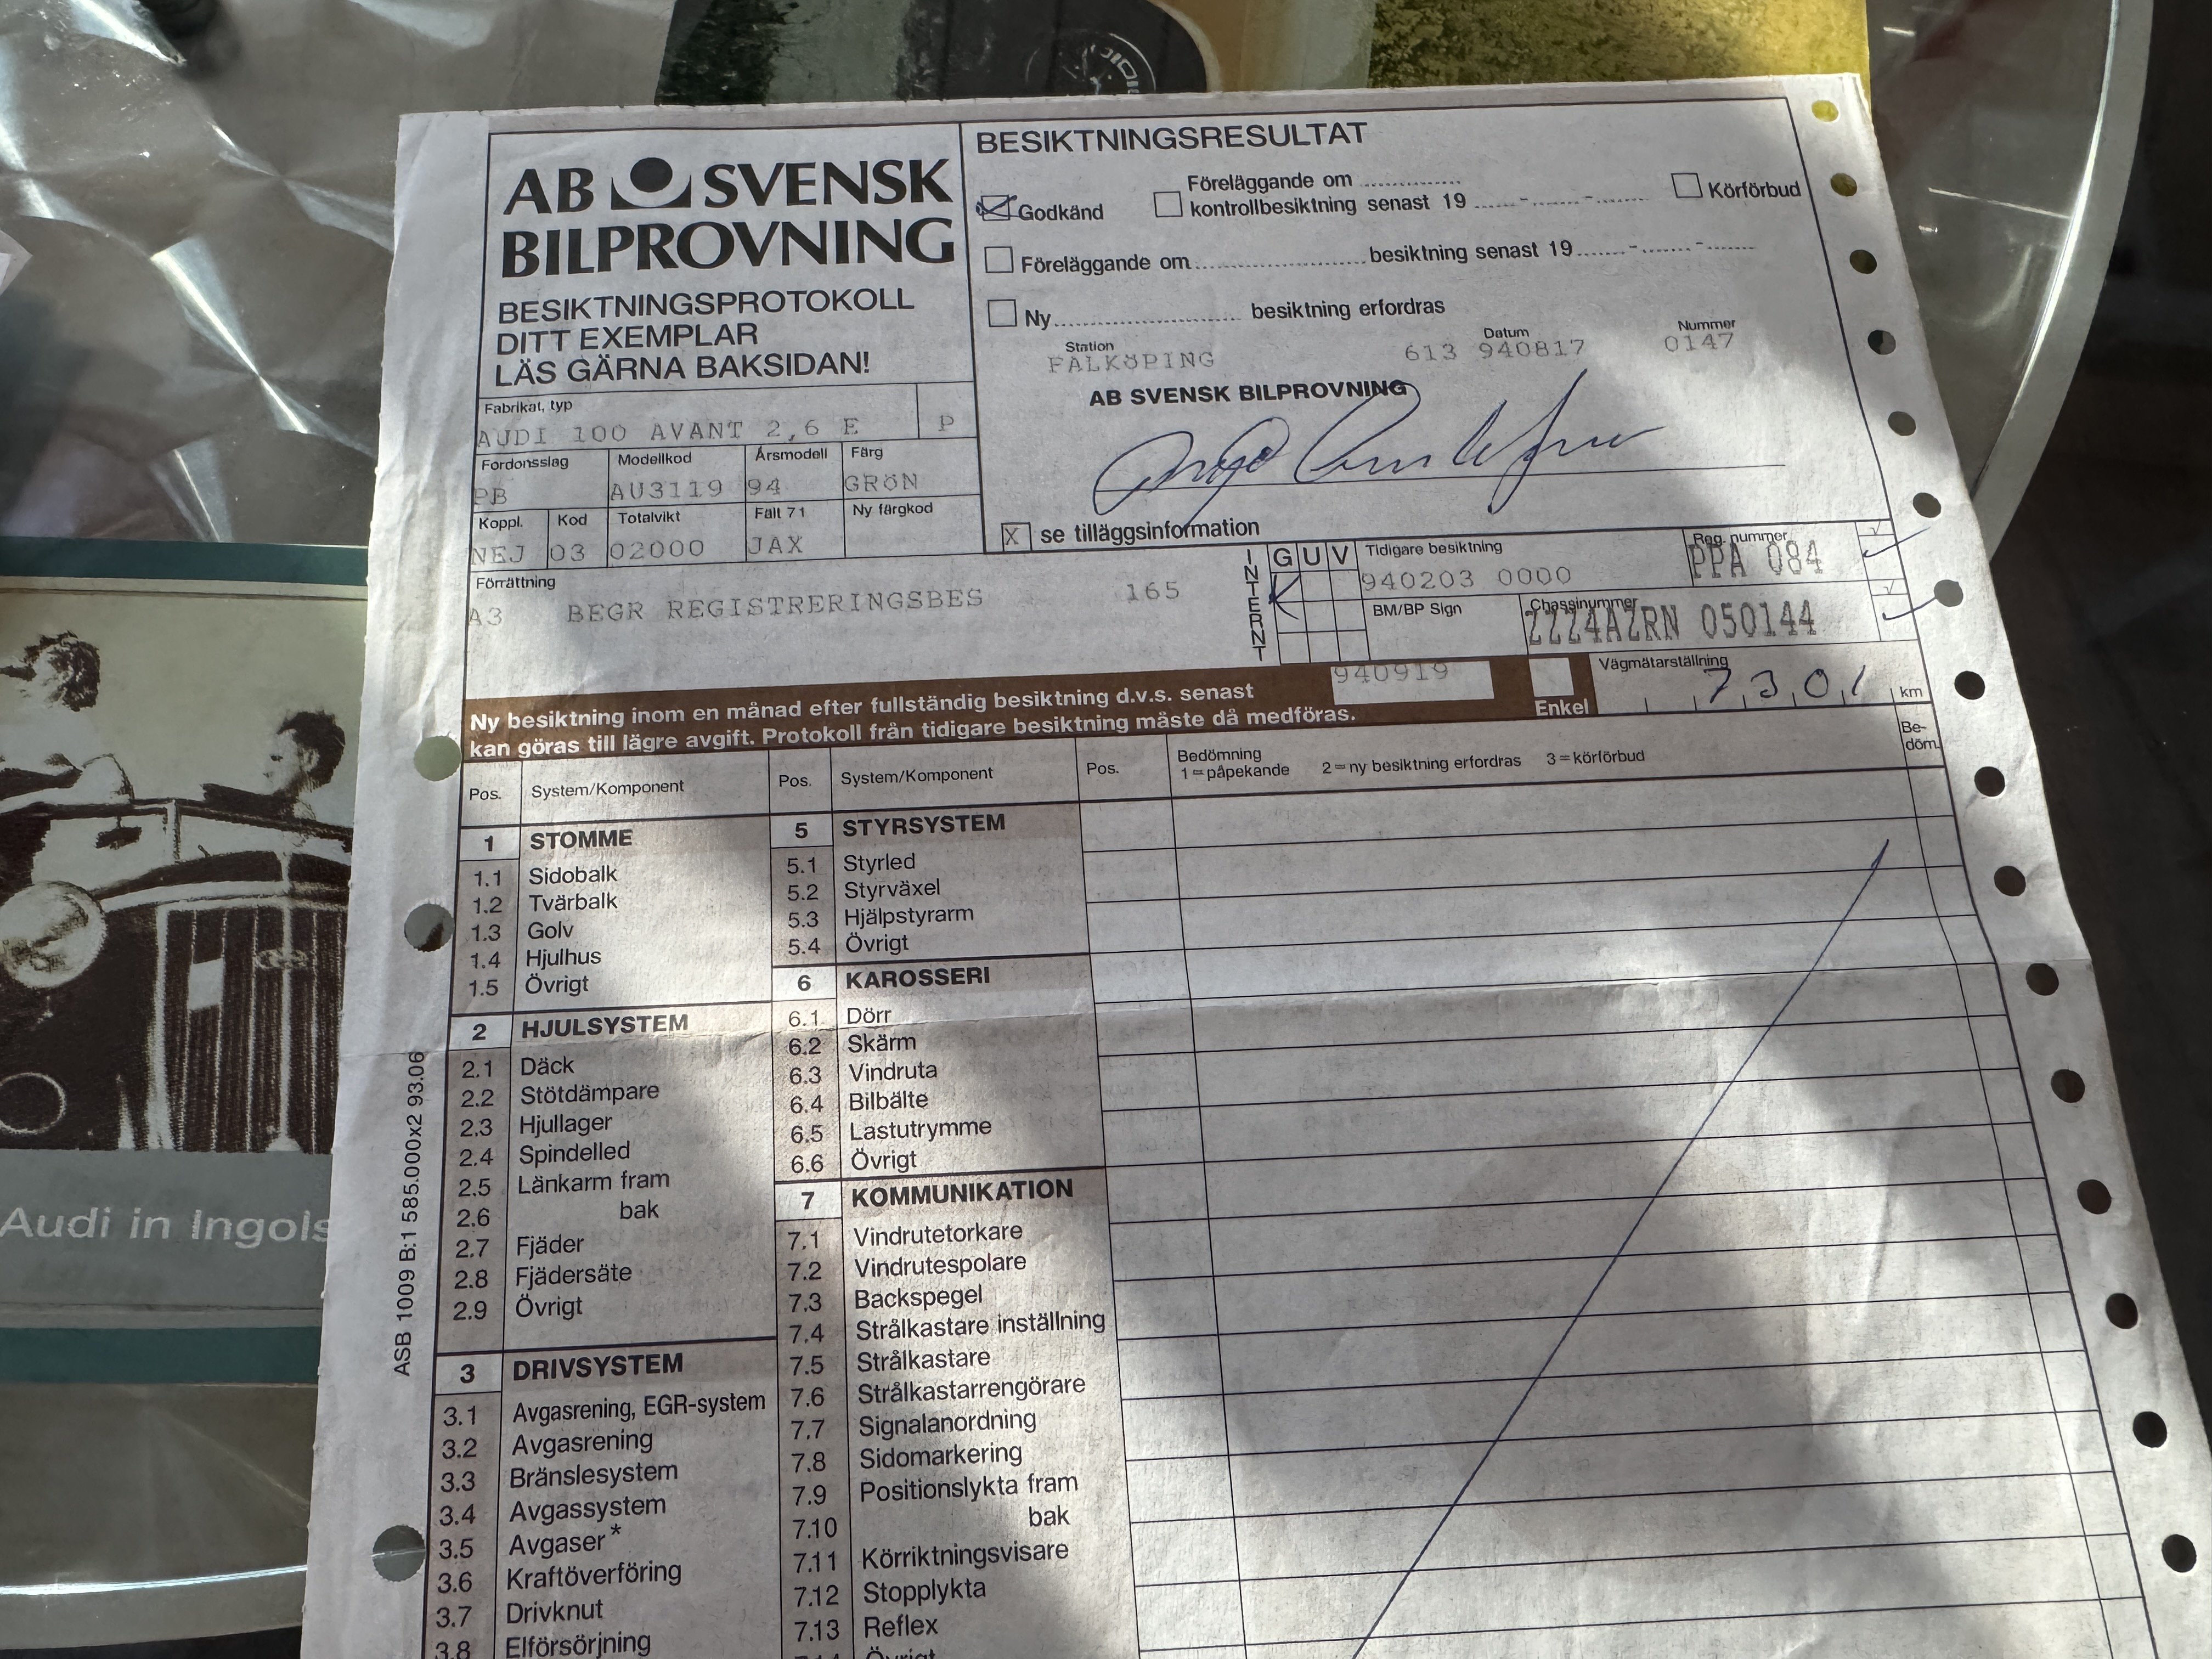 AB SVENSK
BILPROVNING
BESIKTNINGSPROTOKOLL
DITT EXEMPLAR
LÄS GÄRNA BAKSIDAN!
BESIKTNINGSRESULTAT
Godkänd
Föreläggande om ..............
kontrollbesiktning senast 19 ......-.......-.......
Körförbud
Föreläggande om........................besiktning senast 19.......-.......-.......
Ny.......................... besiktning erfordras
Station Datum Nummer
FALKÖPING 613 940817 0147
AB SVENSK BILPROVNING
X se tilläggsinformation
Fabrikat, typ
AUDI 100 AVANT 2,6 E P
Fordonsslag Modellkod Årsmodell Färg
PB AU3119 94 GRÖN
Koppl. Kod Totalvikt Fält 71 Ny färgkod
NEJ 03 02000 JAX
Förrättning
A3 BEGR REGISTRERINGSBES 165
INTERNT
G U V
Tidigare besiktning
940203 0000
Reg. nummer
PPA 084
BM/BP Sign
Chassinummer
ZZZ4AZRN 050144
Ny besiktning inom en månad efter fullständig besiktning d.v.s. senast 940919
kan göras till lägre avgift. Protokoll från tidigare besiktning måste då medföras.
Enkel
Vägmätarställning
7301 km
Pos. System/Komponent Pos. System/Komponent Pos.
Bedömning
1=påpekande 2=ny besiktning erfordras 3=körförbud
Be-
döm.
1 STOMME
1.1 Sidobalk
1.2 Tvärbalk
1.3 Golv
1.4 Hjulhus
1.5 Övrigt
2 HJULSYSTEM
2.1 Däck
2.2 Stötdämpare
2.3 Hjullager
2.4 Spindelled
2.5 Länkarm fram
2.6 bak
2.7 Fjäder
2.8 Fjädersäte
2.9 Övrigt
3 DRIVSYSTEM
3.1 Avgasrening, EGR-system
3.2 Avgasrening
3.3 Bränslesystem
3.4 Avgassystem
3.5 Avgaser*
3.6 Kraftöverföring
3.7 Drivknut
3.8 Elförsörjning
5 STYRSYSTEM
5.1 Styrled
5.2 Styrväxel
5.3 Hjälpstyrarm
5.4 Övrigt
6 KAROSSERI
6.1 Dörr
6.2 Skärm
6.3 Vindruta
6.4 Bilbälte
6.5 Lastutrymme
6.6 Övrigt
7 KOMMUNIKATION
7.1 Vindrutetorkare
7.2 Vindrutespolare
7.3 Backspegel
7.4 Strålkastare inställning
7.5 Strålkastare
7.6 Strålkastarrengörare
7.7 Signalanordning
7.8 Sidomarkering
7.9 Positionslykta fram
7.10 bak
7.11 Körriktningsvisare
7.12 Stopplykta
7.13 Reflex
Övrigt
ASB 1009 B:1 585.000x2 93.06
Audi in Ingols